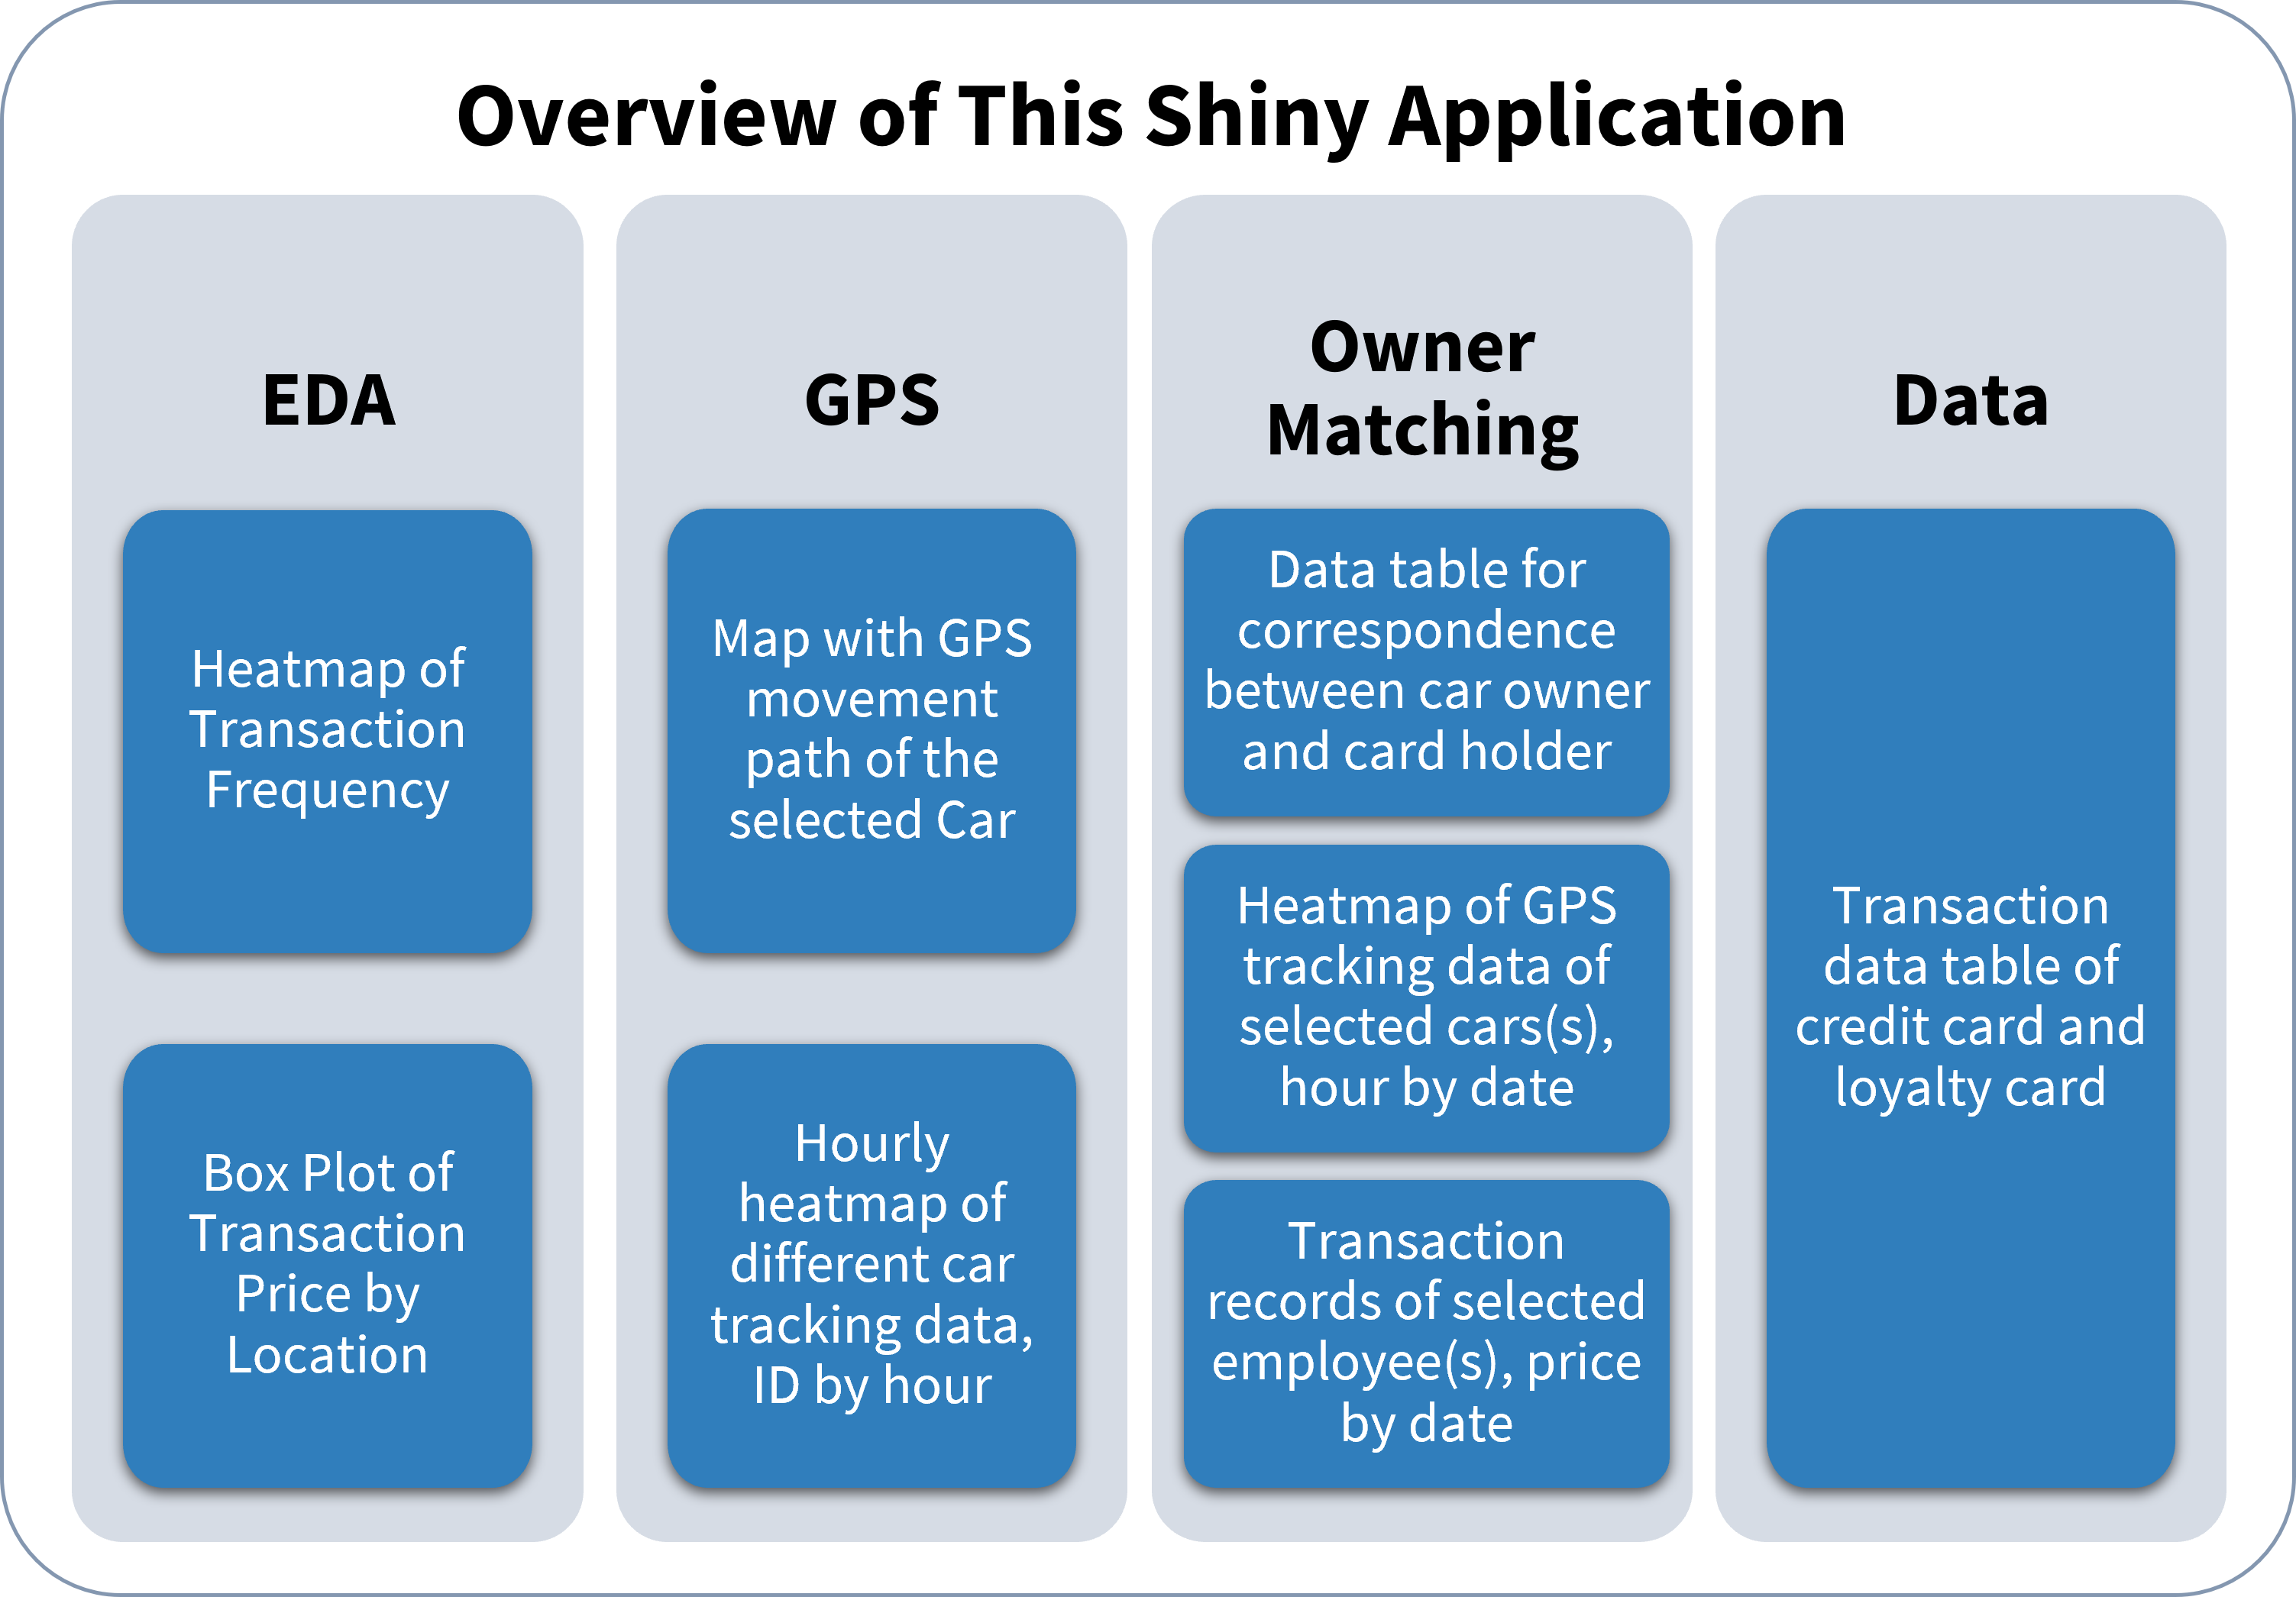 Overview of This Shiny Application
EDA
Heatmap of
Transaction
Frequency
Box Plot of
Transaction
Price by
Location
GPS
Map with GPS
movement
path of the
selected Car
Hourly
heatmap of
different car
tracking data,
ID by hour
Owner
Matching
Data table for
correspondence
between car owner
and card holder
Heatmap of GPS
tracking data of
selected cars(s),
hour by date
Transaction
records of selected
employee(s), price
by date
Data
Transaction
data table of
credit card and
loyalty card